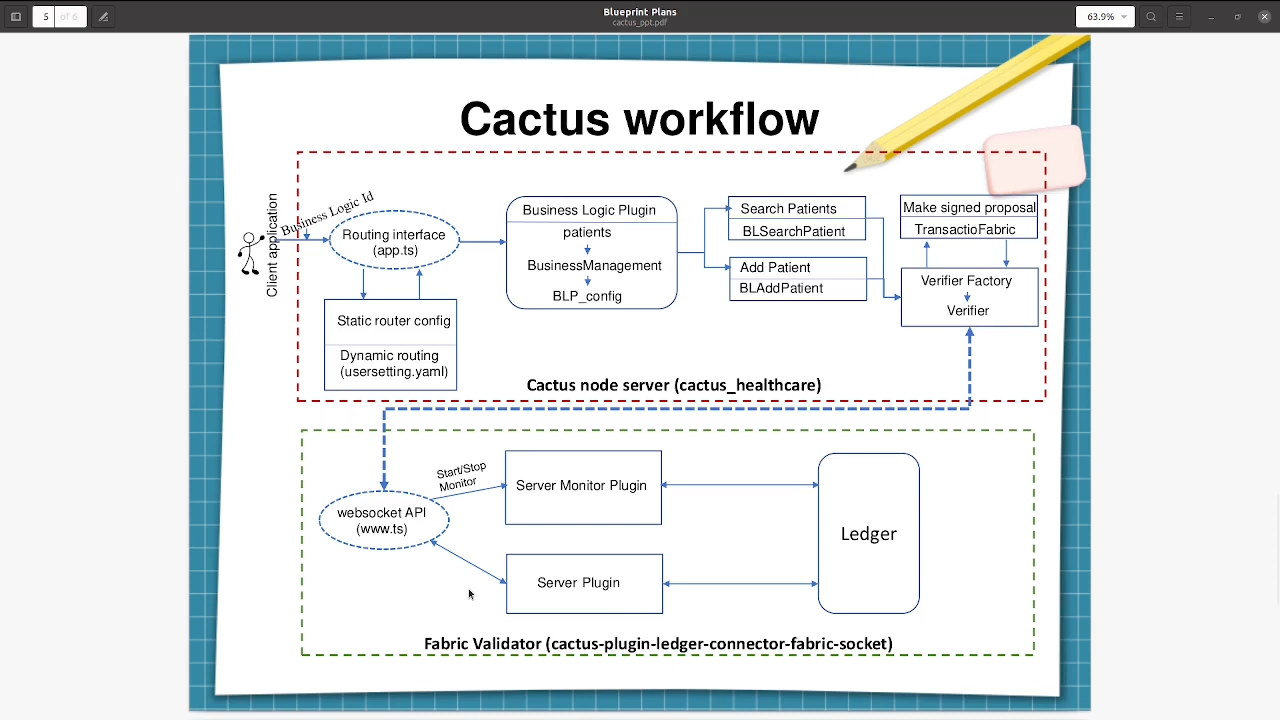 Blueprint Plans
cactus_ppt.pdf
5 of 6
63.9%
Cactus workflow
Client application
Business Logic Id
Routing interface
(app.ts)
Static router config
Dynamic routing
(usersetting.yaml)
Business Logic Plugin
patients
BusinessManagement
BLP_config
Search Patients
BLSearchPatient
Add Patient
BLAddPatient
Make signed proposal
TransactioFabric
Verifier Factory
Verifier
Cactus node server (cactus_healthcare)
websocket API
(www.ts)
Start/Stop
Monitor
Server Monitor Plugin
Server Plugin
Ledger
Fabric Validator (cactus-plugin-ledger-connector-fabric-socket)